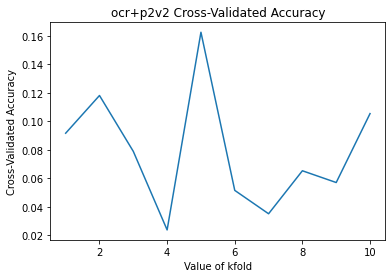 ocr+p2v2 Cross-Validated Accuracy
0.16
0.14
0.12
0.10
0.08
0.06
0.04
0.02
Cross-Validated Accuracy
2 4 6 8 10
Value of kfold